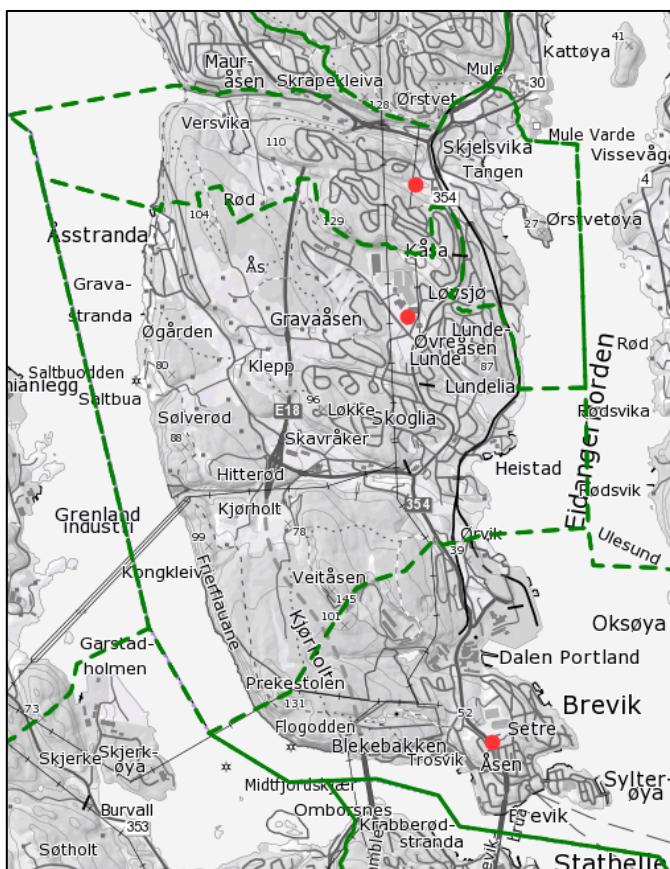 41
Kattøya
Maur-
åsen
Skrapekleiva
Mule
30
128
Ørstvet
Versvika
Mule Varde
110
Skjelsvika
Vissevåg
Tangen
4
354
Rød
104
129
27
Ørstvetøya
Åsstranda
Ås
Grava-
stranda
Løvsjø
Gravaåsen
Øgården
Øvre
Lunde
Lunde-
åsen
Rød
Klepp
87
80
Saltbuodden
Saltbua
Lundelia
96
E18
Løkke
Skoglia
Rødsvika
Sølverød
88
Skavråker
Eidangerfjorden
Heistad
Hitterød
Rødsvik
Kjørholt
354
Grenland
industri
78
99
Ørvik
39
Ulesund
Frierflauane
Veitåsen
145
101
Kjørholt
Oksøya
Garstad-
holmen
Dalen Portland
Prekestolen
131
Brevik
73
52
Flogodden
Setre
Blekebakken
Skjerke
Skjerk-
øya
Trosvik
Åsen
Midtfjordskjær
Sylter-
øya
Burvall
Omborsnes
353
Krabberød-
stranda
Brevik
Søtholt
Stathelle